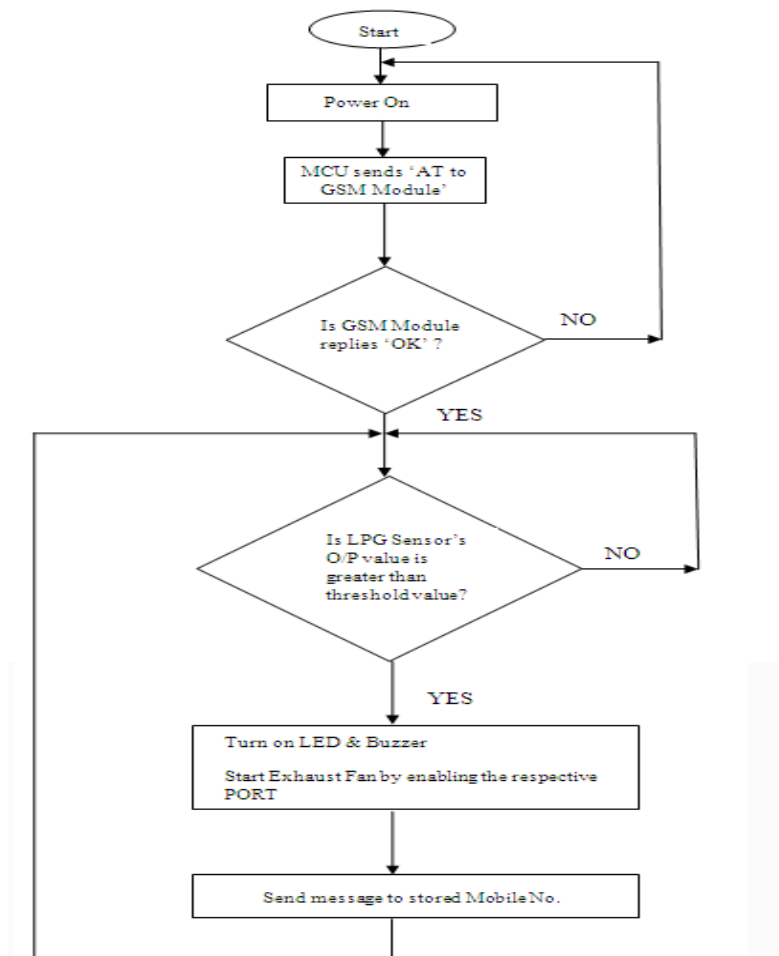 Start
Power On
MCU sends ‘AT to
GSM Module’
Is GSM Module
replies ‘OK’ ?
NO
YES
Is LPG Sensor’s
O/P value is
greater than
threshold value?
NO
YES
Turn on LED & Buzzer
Start Exhaust Fan by enabling the respective
PORT
Send message to stored Mobile No.